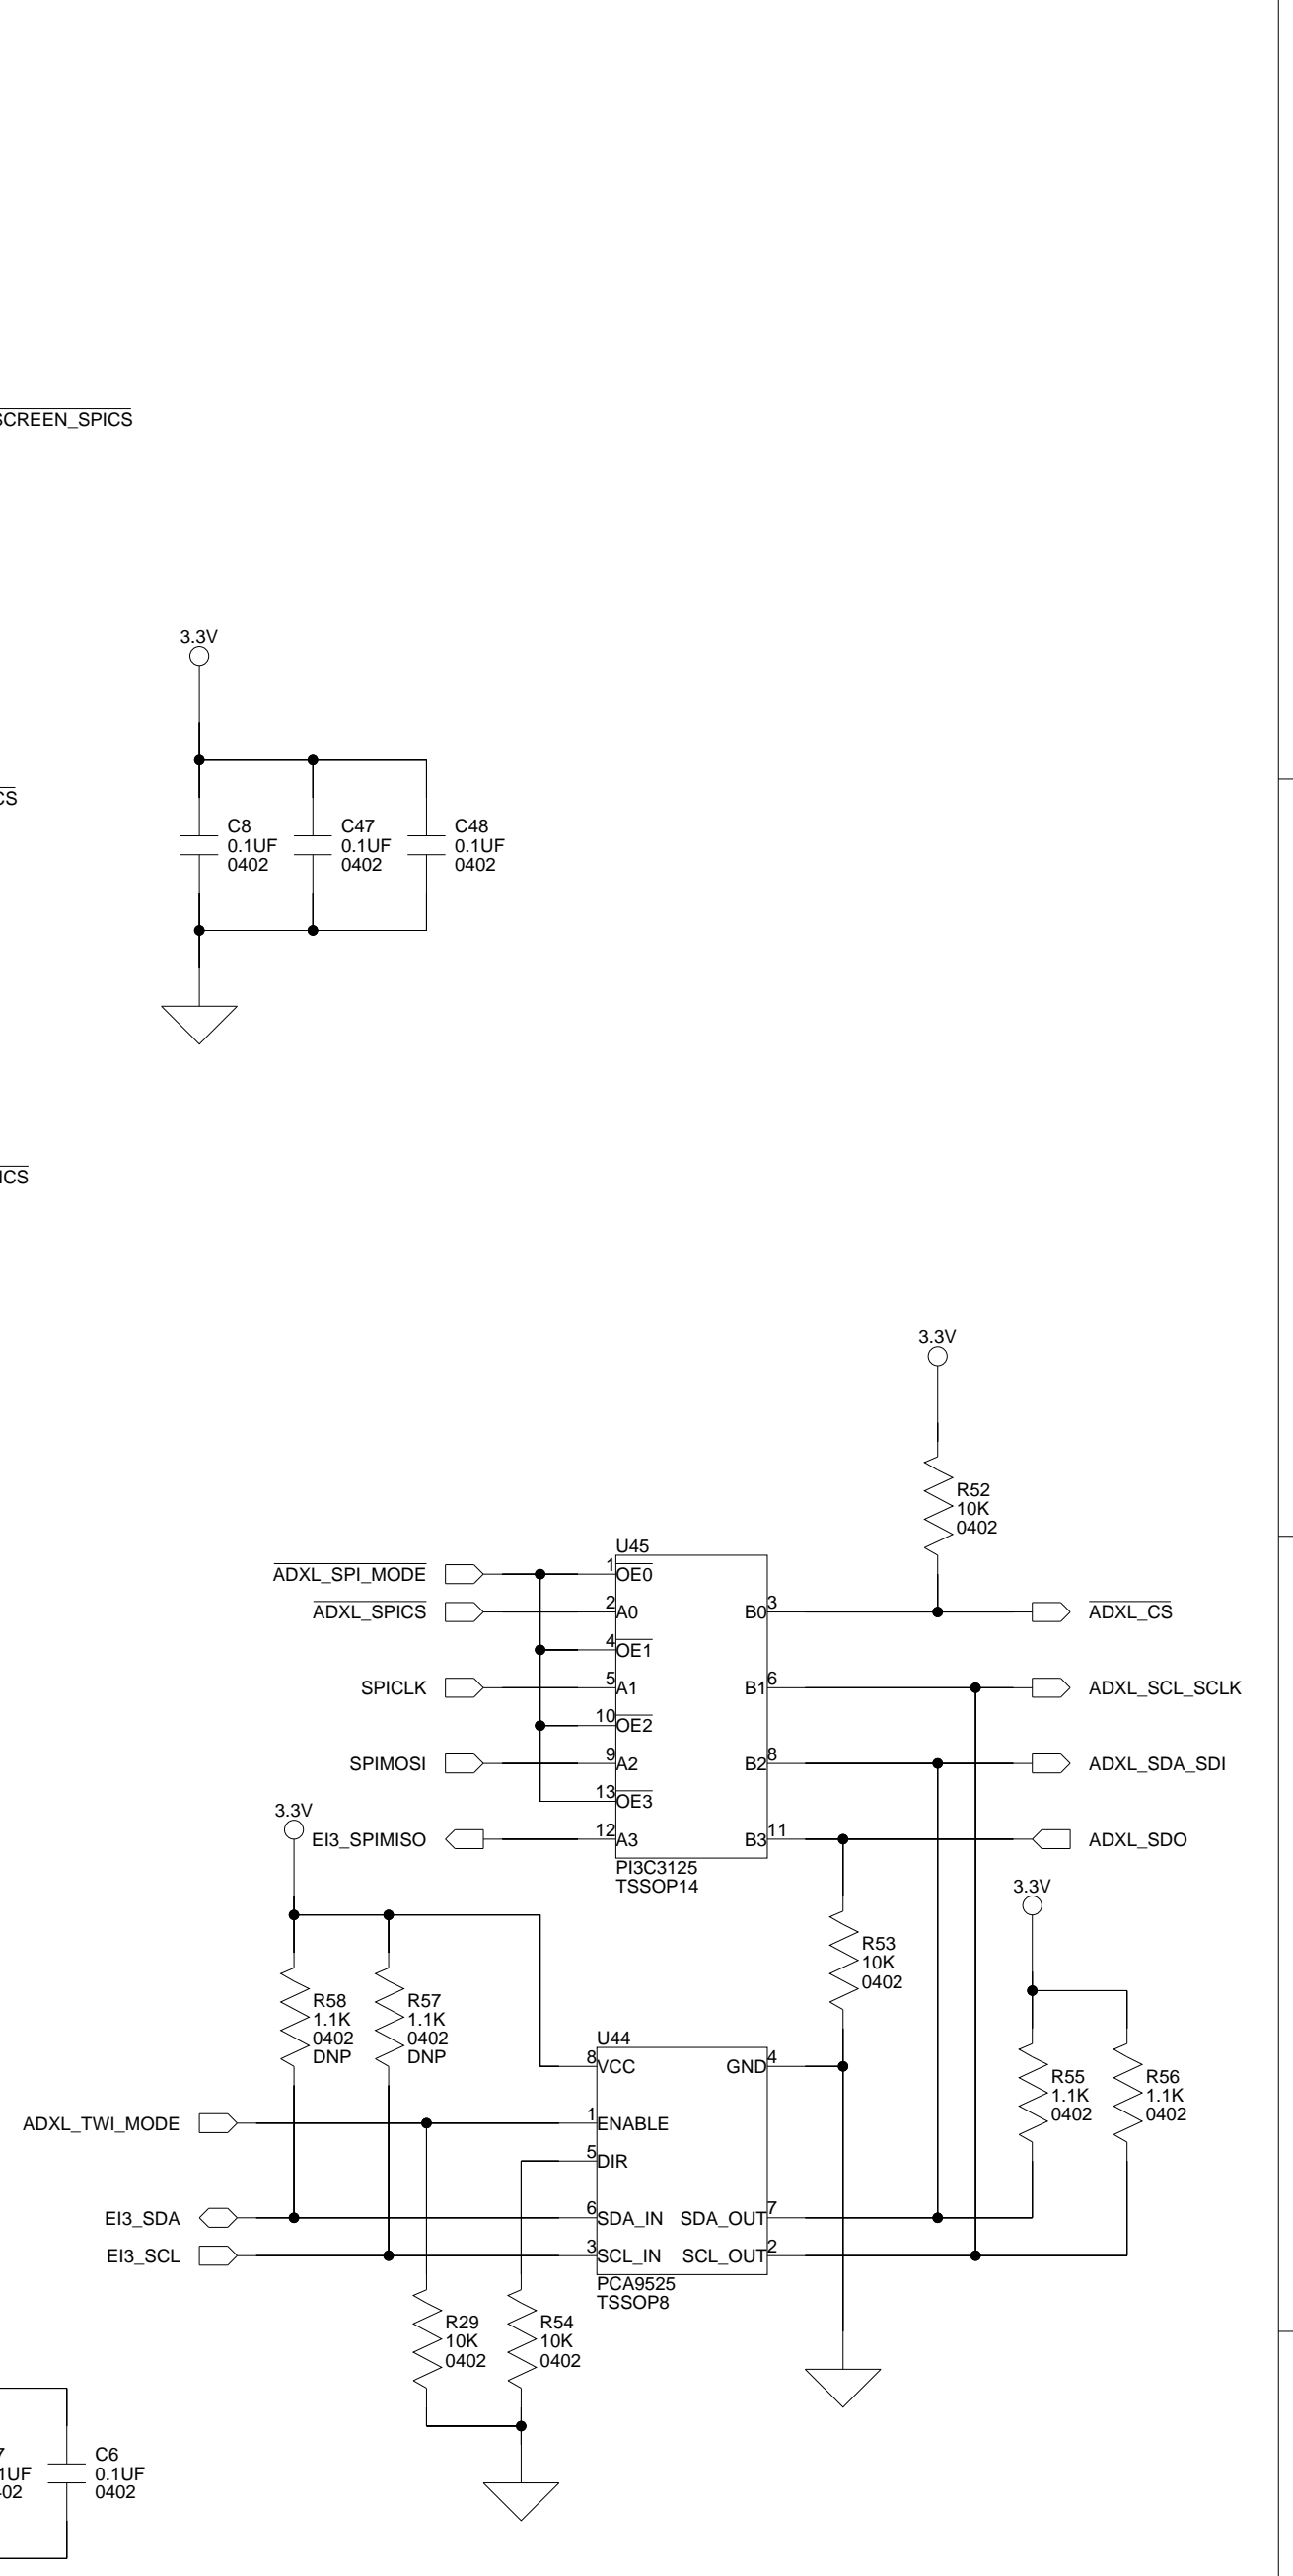 SCREEN_SPICS
3.3V
C8
0.1UF
0402
C47
0.1UF
0402
C48
0.1UF
0402
3.3V
R52
10K
0402
U45
ADXL_SPI_MODE
1
OE0
ADXL_SPICS
2
A0
B0
3
ADXL_CS
4
OE1
SPICLK
5
A1
B1
6
ADXL_SCL_SCLK
10
OE2
SPIMOSI
9
A2
B2
8
ADXL_SDA_SDI
13
OE3
EI3_SPIMISO
12
A3
B3
11
ADXL_SDO
PI3C3125
TSSOP14
3.3V
3.3V
R58
1.1K
0402
DNP
R57
1.1K
0402
DNP
R53
10K
0402
R55
1.1K
0402
R56
1.1K
0402
U44
8
VCC
GND
4
ADXL_TWI_MODE
1
ENABLE
5
DIR
EI3_SDA
6
SDA_IN
SDA_OUT
7
EI3_SCL
3
SCL_IN
SCL_OUT
2
PCA9525
TSSOP8
R29
10K
0402
R54
10K
0402
C6
0.1UF
0402